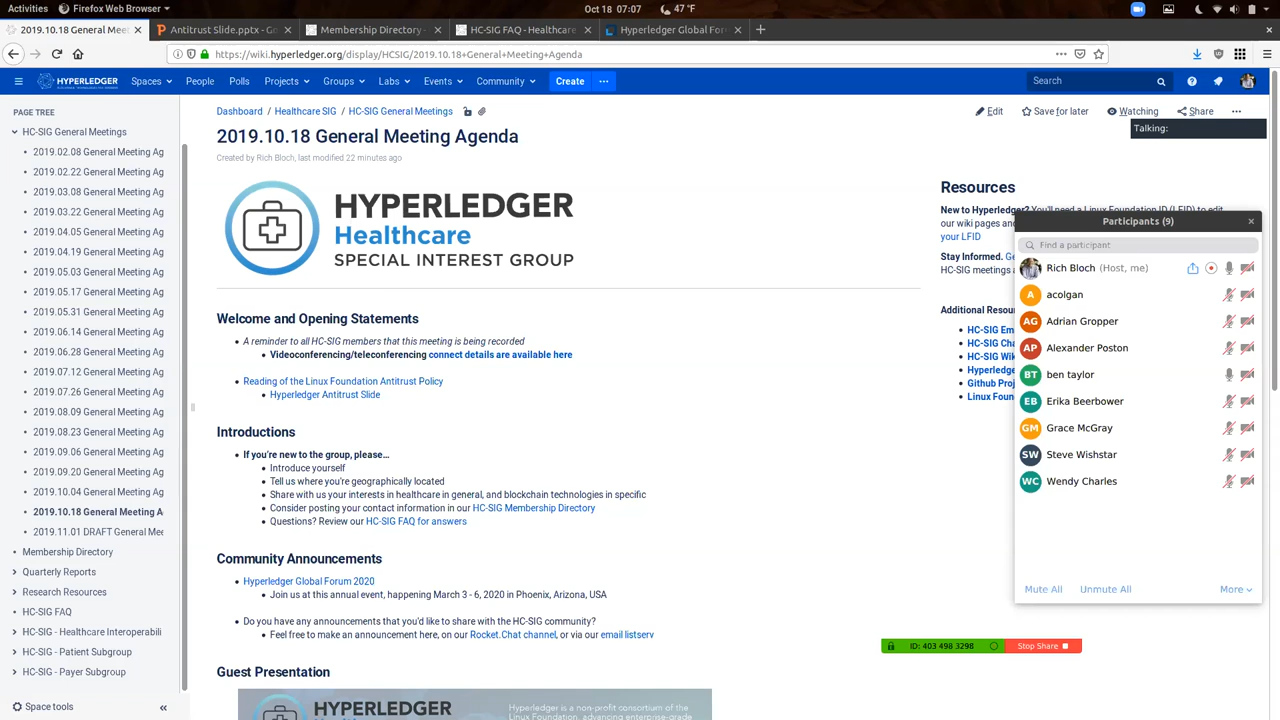 Activities Firefox Web Browser Oct 18 07:07 47 °F
2019.10.18 General Meet Antitrust Slide.pptx - Go Membership Directory - HC-SIG FAQ - Healthcare Hyperledger Global For
https://wiki.hyperledger.org/display/HCSIG/2019.10.18+General+Meeting+Agenda
HYPERLEDGER Spaces People Polls Projects Groups Labs Events Community Create Search
PAGE TREE
HC-SIG General Meetings
2019.02.08 General Meeting Ag
2019.02.22 General Meeting Ag
2019.03.08 General Meeting Ag
2019.03.22 General Meeting Ag
2019.04.05 General Meeting Ag
2019.04.19 General Meeting Ag
2019.05.03 General Meeting Ag
2019.05.17 General Meeting Ag
2019.05.31 General Meeting Ag
2019.06.14 General Meeting Ag
2019.06.28 General Meeting Ag
2019.07.12 General Meeting Ag
2019.07.26 General Meeting Ag
2019.08.09 General Meeting Ag
2019.08.23 General Meeting Ag
2019.09.06 General Meeting Ag
2019.09.20 General Meeting Ag
2019.10.04 General Meeting Ag
2019.10.18 General Meeting A
2019.11.01 DRAFT General Mee
Membership Directory
Quarterly Reports
Research Resources
HC-SIG FAQ
HC-SIG - Healthcare Interoperabili
HC-SIG - Patient Subgroup
HC-SIG - Payer Subgroup
Space tools
Dashboard / Healthcare SIG / HC-SIG General Meetings
Edit Save for later Watching Share
Talking:
2019.10.18 General Meeting Agenda
Created by Rich Bloch, last modified 22 minutes ago
HYPERLEDGER
Healthcare
SPECIAL INTEREST GROUP
Welcome and Opening Statements
A reminder to all HC-SIG members that this meeting is being recorded
Videoconferencing/teleconferencing connect details are available here
Reading of the Linux Foundation Antitrust Policy
Hyperledger Antitrust Slide
Introductions
If you're new to the group, please…
Introduce yourself
Tell us where you're geographically located
Share with us your interests in healthcare in general, and blockchain technologies in specific
Consider posting your contact information in our HC-SIG Membership Directory
Questions? Review our HC-SIG FAQ for answers
Community Announcements
Hyperledger Global Forum 2020
Join us at this annual event, happening March 3 - 6, 2020 in Phoenix, Arizona, USA
Do you have any announcements that you'd like to share with the HC-SIG community?
Feel free to make an announcement here, on our Rocket.Chat channel, or via our email listserv
Guest Presentation
HYPERLEDGER
Hyperledger is a non-profit consortium of the
Linux Foundation, advancing enterprise-grade
Resources
New to Hyperledger? You'll need a Linux Foundation ID (LFID) to edit
our wiki pages and
your LFID
Stay Informed. Ge
HC-SIG meetings a
Additional Resour
HC-SIG Em
HC-SIG Cha
HC-SIG Wik
Hyperledge
Github Proj
Linux Foun
Participants (9)
Find a participant
Rich Bloch (Host, me)
A acolgan
AG Adrian Gropper
AP Alexander Poston
BT ben taylor
EB Erika Beerbower
GM Grace McGray
SW Steve Wishstar
WC Wendy Charles
Mute All Unmute All More
ID: 403 498 3298 Stop Share